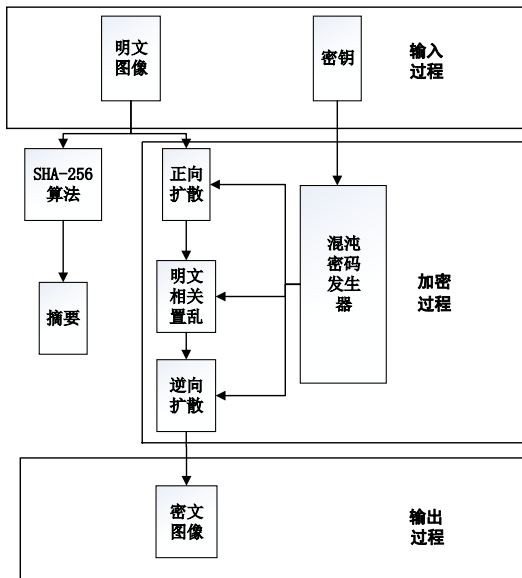 明文
图像
密钥
输入
过程
SHA-256
算法
正向
扩散
混沌
密码
发生
器
明文
相关
置乱
加密
过程
摘要
逆向
扩散
密文
图像
输出
过程